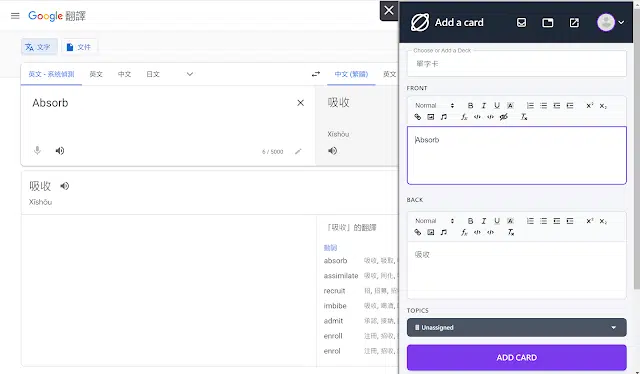 Google 翻譯
文字
文件
英文 - 系統偵測
英文
中文
日文
中文 (繁體)
英文
Absorb
6 / 5000
吸收
Xīshōu
吸收
Xīshōu
「吸收」的翻譯
動詞
absorb
吸收, 吸取,
assimilate
吸收, 同化,
recruit
招, 招募, 招收
imbibe
吸收,
admit
承認, 接納,
enroll
註冊, 招收,
enrol
註冊, 招收,
Add a card
Choose or Add a Deck
單字卡
FRONT
Normal
B I U A
Absorb
BACK
Normal
B I U A
吸收
TOPICS
Unassigned
ADD CARD